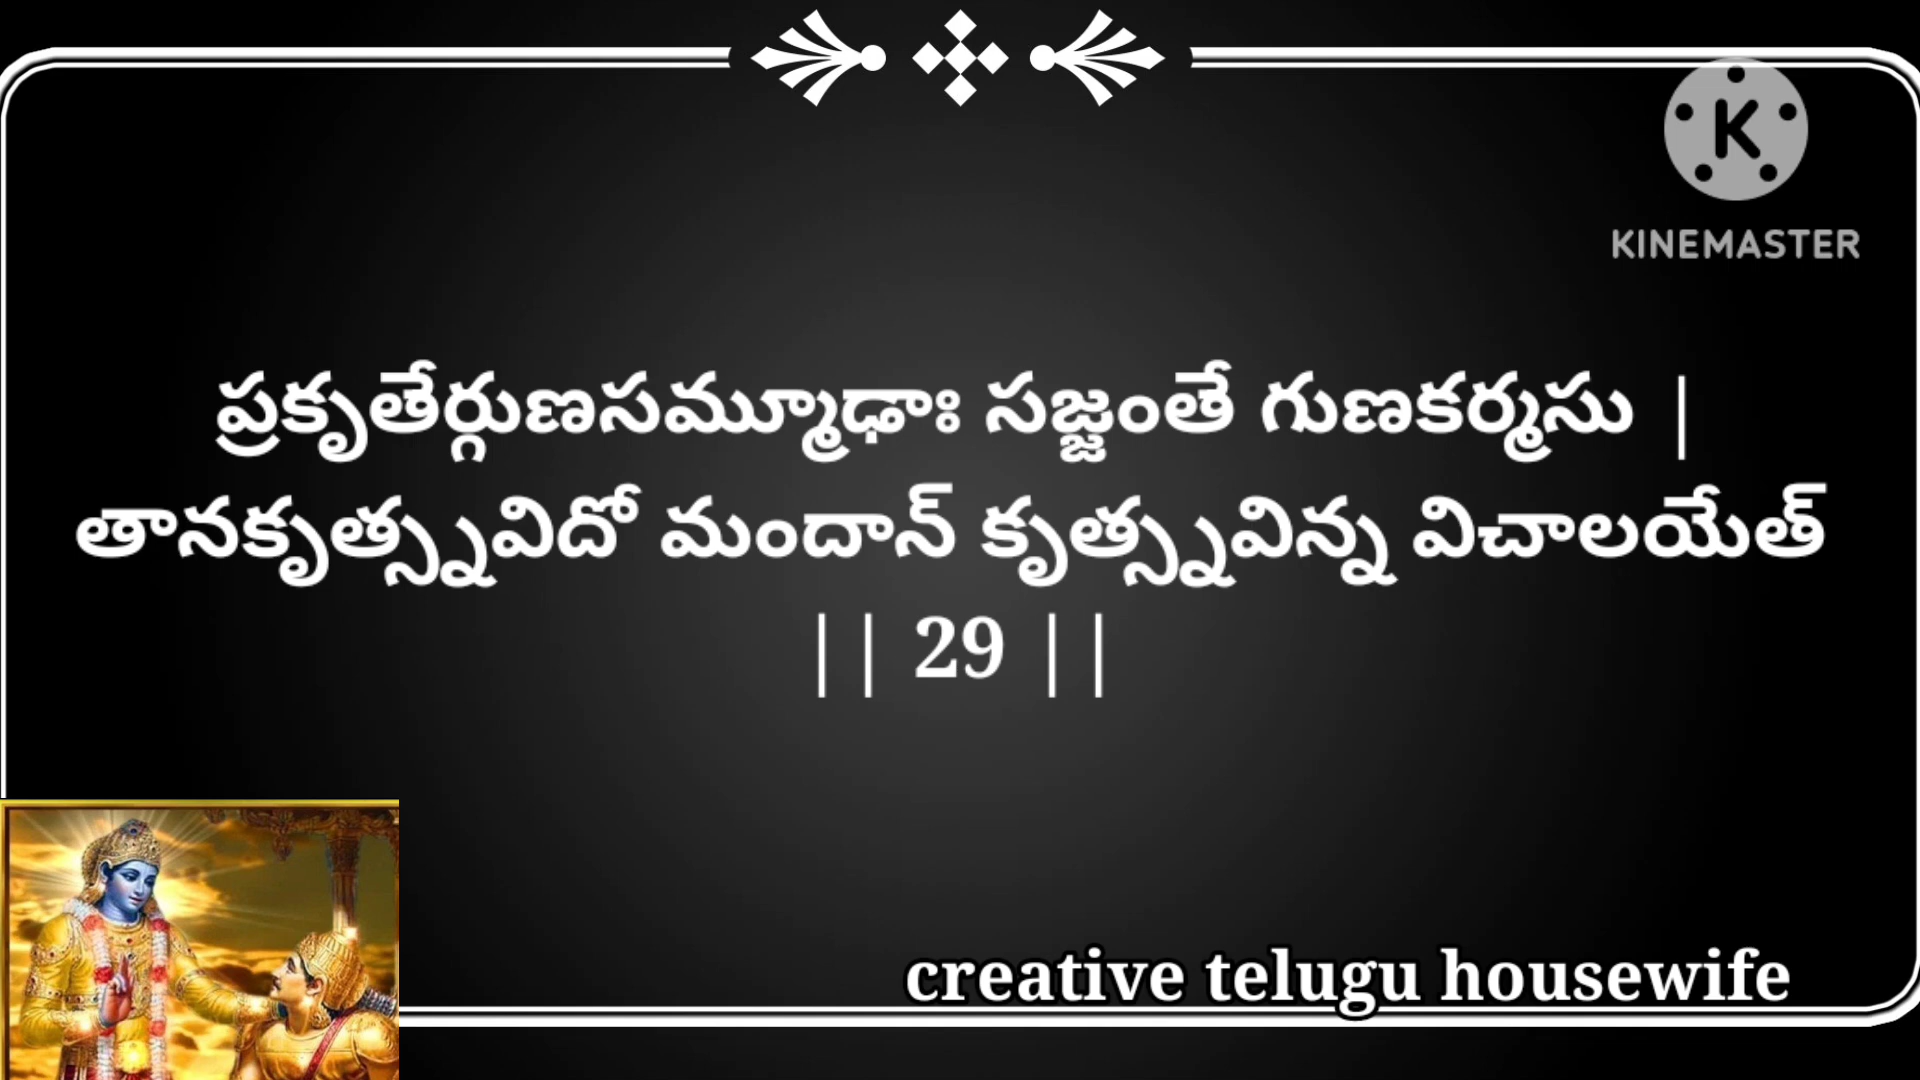 K
KINEMASTER
ప్రకృతేర్గుణసమ్మూఢాః సజ్జంతే గుణకర్మసు |
తానకృత్స్నవిదో మందాన్ కృత్స్నవిన్న విచాలయేత్
|| 29 ||
creative telugu housewife